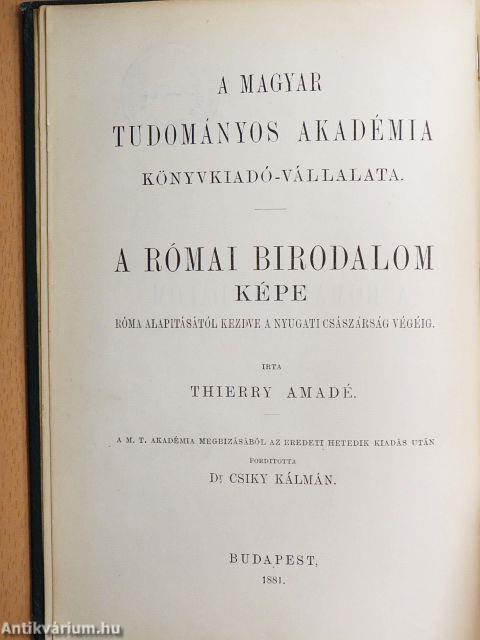 A MAGYAR
TUDOMÁNYOS AKADÉMIA
KÖNYVKIADÓ-VÁLLALATA.
A RÓMAI BIRODALOM
KÉPE
RÓMA ALAPITÁSÁTÓL KEZDVE A NYUGATI CSÁSZÁRSÁG VÉGÉIG.
IRTA
THIERRY AMADÉ.
A M. T. AKADÉMIA MEGBIZÁSÁBÓL AZ EREDETI HETEDIK KIADÁS UTÁN
FORDITOTTA
Dr CSIKY KÁLMÁN.
BUDAPEST,
1881.
Antikvárium.hu